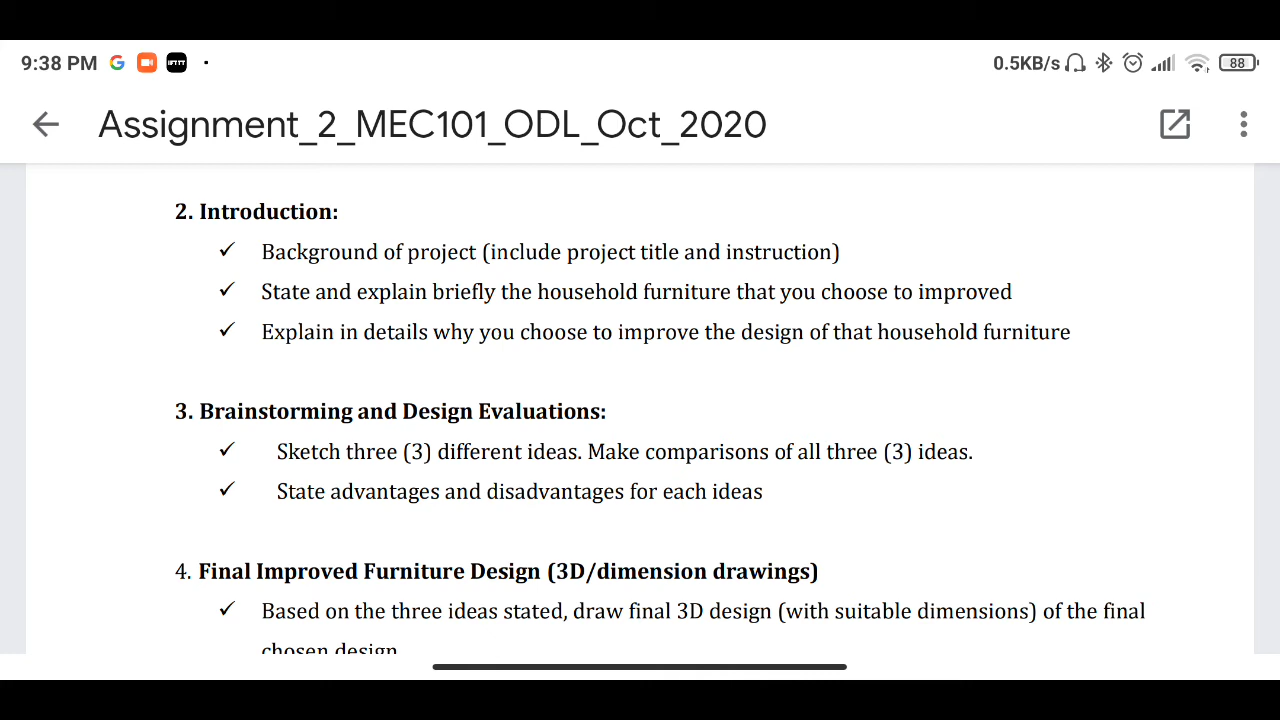 9:38 PM G IFTTT 0.5KB/s 88
Assignment_2_MEC101_ODL_Oct_2020
2. Introduction:
✓ Background of project (include project title and instruction)
✓ State and explain briefly the household furniture that you choose to improved
✓ Explain in details why you choose to improve the design of that household furniture
3. Brainstorming and Design Evaluations:
✓ Sketch three (3) different ideas. Make comparisons of all three (3) ideas.
✓ State advantages and disadvantages for each ideas
4. Final Improved Furniture Design (3D/dimension drawings)
✓ Based on the three ideas stated, draw final 3D design (with suitable dimensions) of the final
chosen design